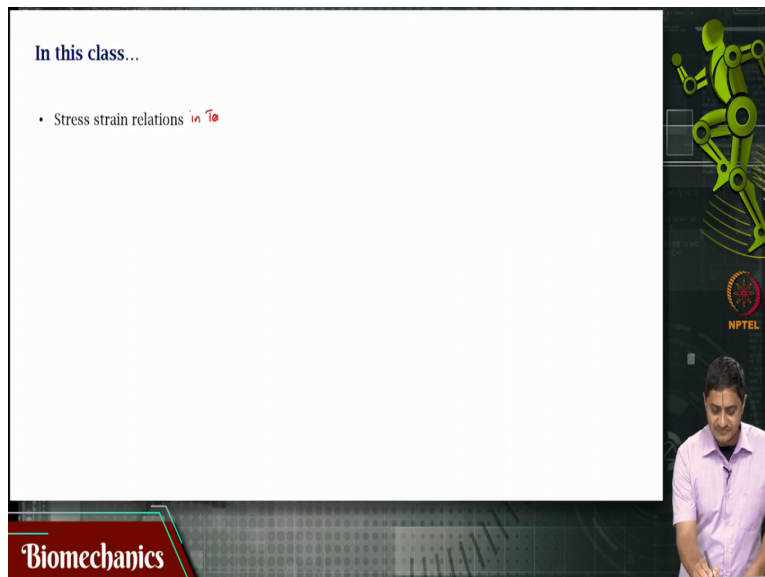 In this class...
• Stress strain relations in Te
NPTEL
Biomechanics